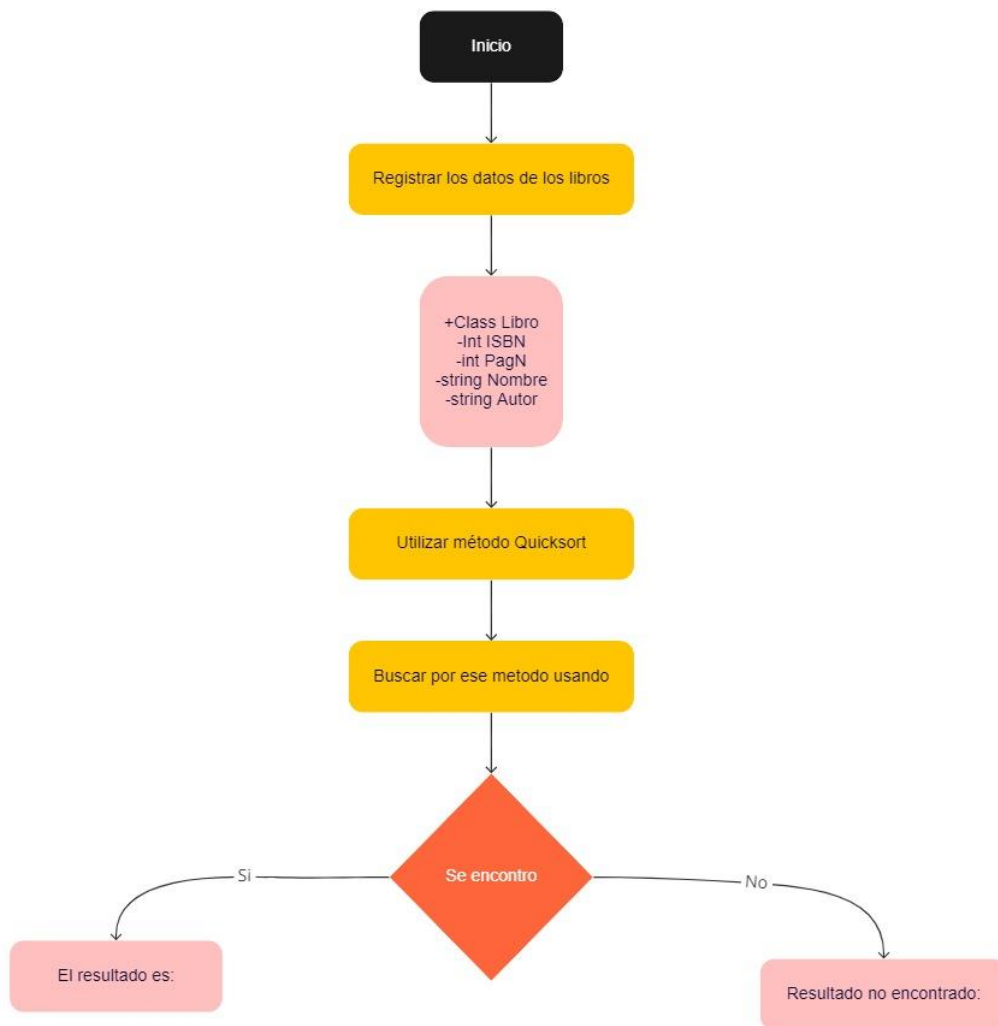 Inicio
Registrar los datos de los libros
+Class Libro
-Int ISBN
-int PagN
-string Nombre
-string Autor
Utilizar método Quicksort
Buscar por ese metodo usando
Se encontro
Si
No
El resultado es:
Resultado no encontrado: